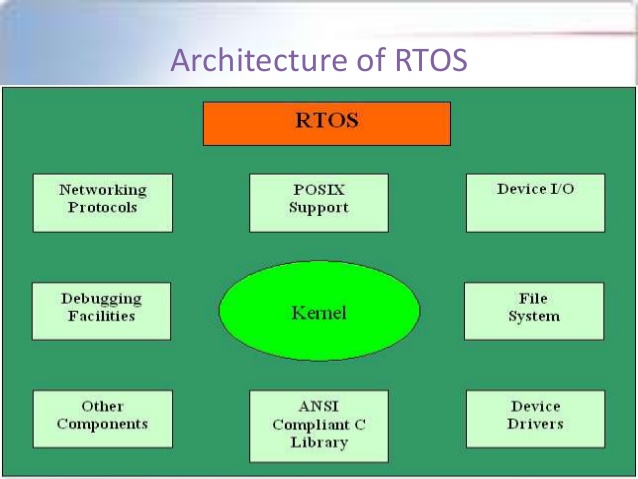 Architecture of RTOS
RTOS
Networking
Protocols
POSIX
Support
Device I/O
Debugging
Facilities
Kernel
File
System
Other
Components
ANSI
Compliant C
Library
Device
Drivers